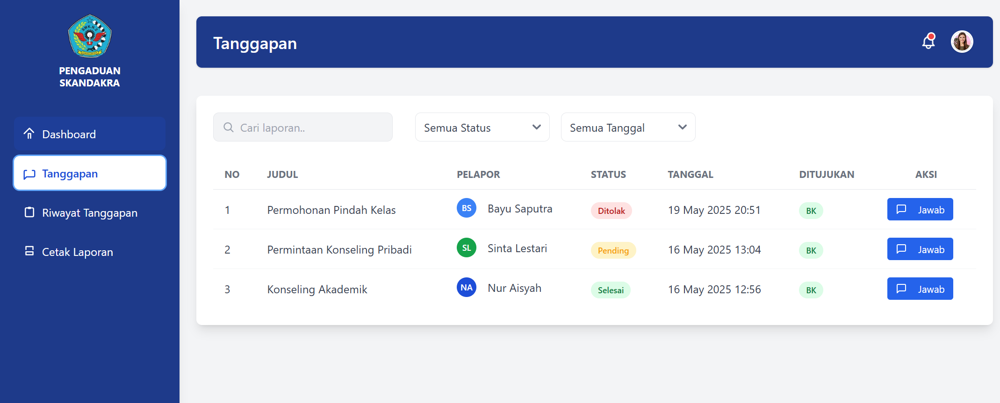 SMK.N.2
PENGADUAN
SKANDAKRA
Dashboard
Tanggapan
Riwayat Tanggapan
Cetak Laporan
Tanggapan
Cari laporan..
Semua Status
Semua Tanggal
NO JUDUL PELAPOR STATUS TANGGAL DITUJUKAN AKSI
1 Permohonan Pindah Kelas BS Bayu Saputra Ditolak 19 May 2025 20:51 BK Jawab
2 Permintaan Konseling Pribadi SL Sinta Lestari Pending 16 May 2025 13:04 BK Jawab
3 Konseling Akademik NA Nur Aisyah Selesai 16 May 2025 12:56 BK Jawab